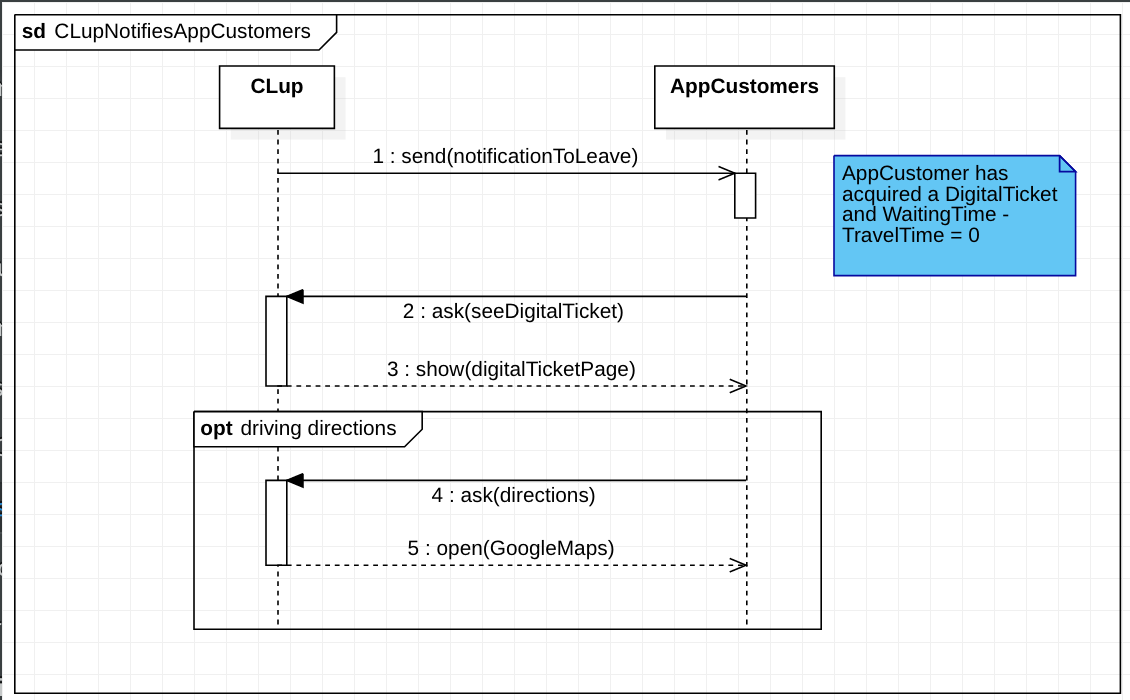 sd CLupNotifiesAppCustomers
CLup
AppCustomers
1 : send(notificationToLeave)
AppCustomer has
acquired a DigitalTicket
and WaitingTime -
TravelTime = 0
2 : ask(seeDigitalTicket)
3 : show(digitalTicketPage)
opt driving directions
4 : ask(directions)
5 : open(GoogleMaps)